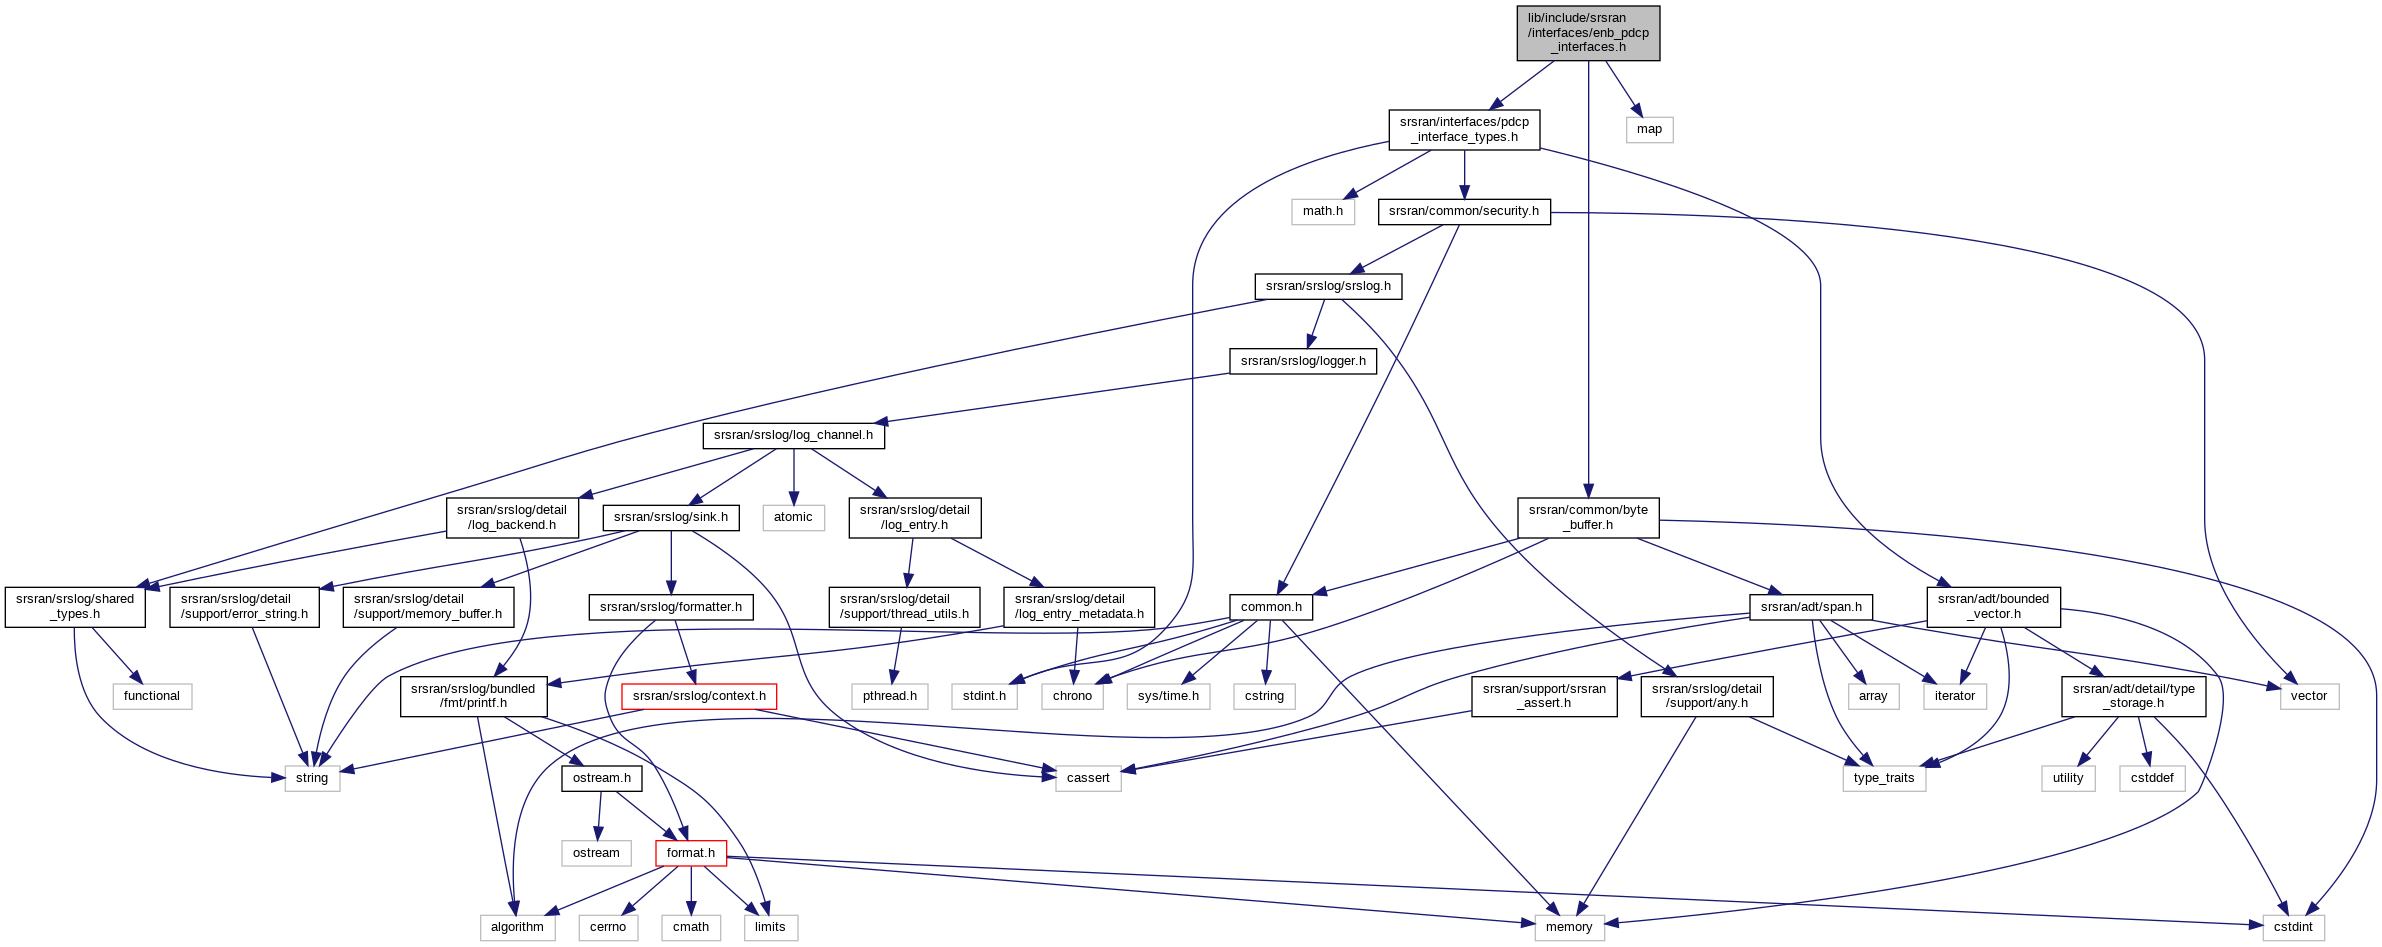 lib/include/srsran
/interfaces/enb_pdcp
_interfaces.h
srsran/interfaces/pdcp
_interface_types.h
map
math.h
srsran/common/security.h
srsran/srslog/srslog.h
srsran/srslog/logger.h
srsran/srslog/log_channel.h
srsran/srslog/detail
/log_backend.h
srsran/srslog/sink.h
atomic
srsran/srslog/detail
/log_entry.h
srsran/common/byte
_buffer.h
srsran/srslog/shared
_types.h
srsran/srslog/detail
/support/error_string.h
srsran/srslog/detail
/support/memory_buffer.h
srsran/srslog/formatter.h
srsran/srslog/detail
/support/thread_utils.h
srsran/srslog/detail
/log_entry_metadata.h
common.h
srsran/adt/span.h
srsran/adt/bounded
_vector.h
functional
srsran/srslog/bundled
/fmt/printf.h
srsran/srslog/context.h
pthread.h
stdint.h
chrono
sys/time.h
cstring
srsran/support/srsran
_assert.h
srsran/srslog/detail
/support/any.h
array
iterator
srsran/adt/detail/type
_storage.h
vector
string
ostream.h
cassert
type_traits
utility
cstddef
ostream
format.h
algorithm
cerrno
cmath
limits
memory
cstdint